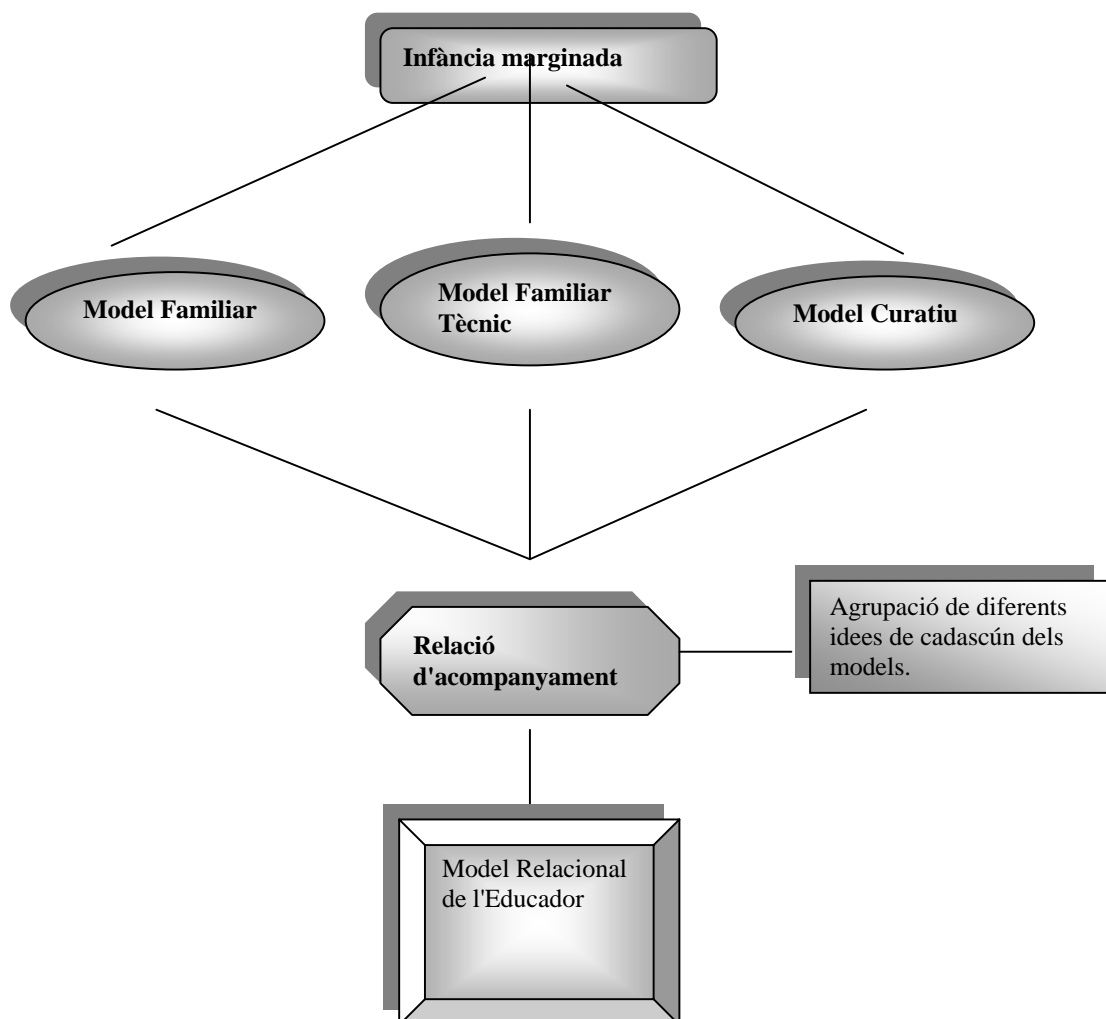 Infància marginada
Model Familiar
Model Familiar
Tècnic
Model Curatiu
Relació
d'acompanyament
Agrupació de diferents
idees de cadascún dels
models.
Model Relacional
de l'Educador